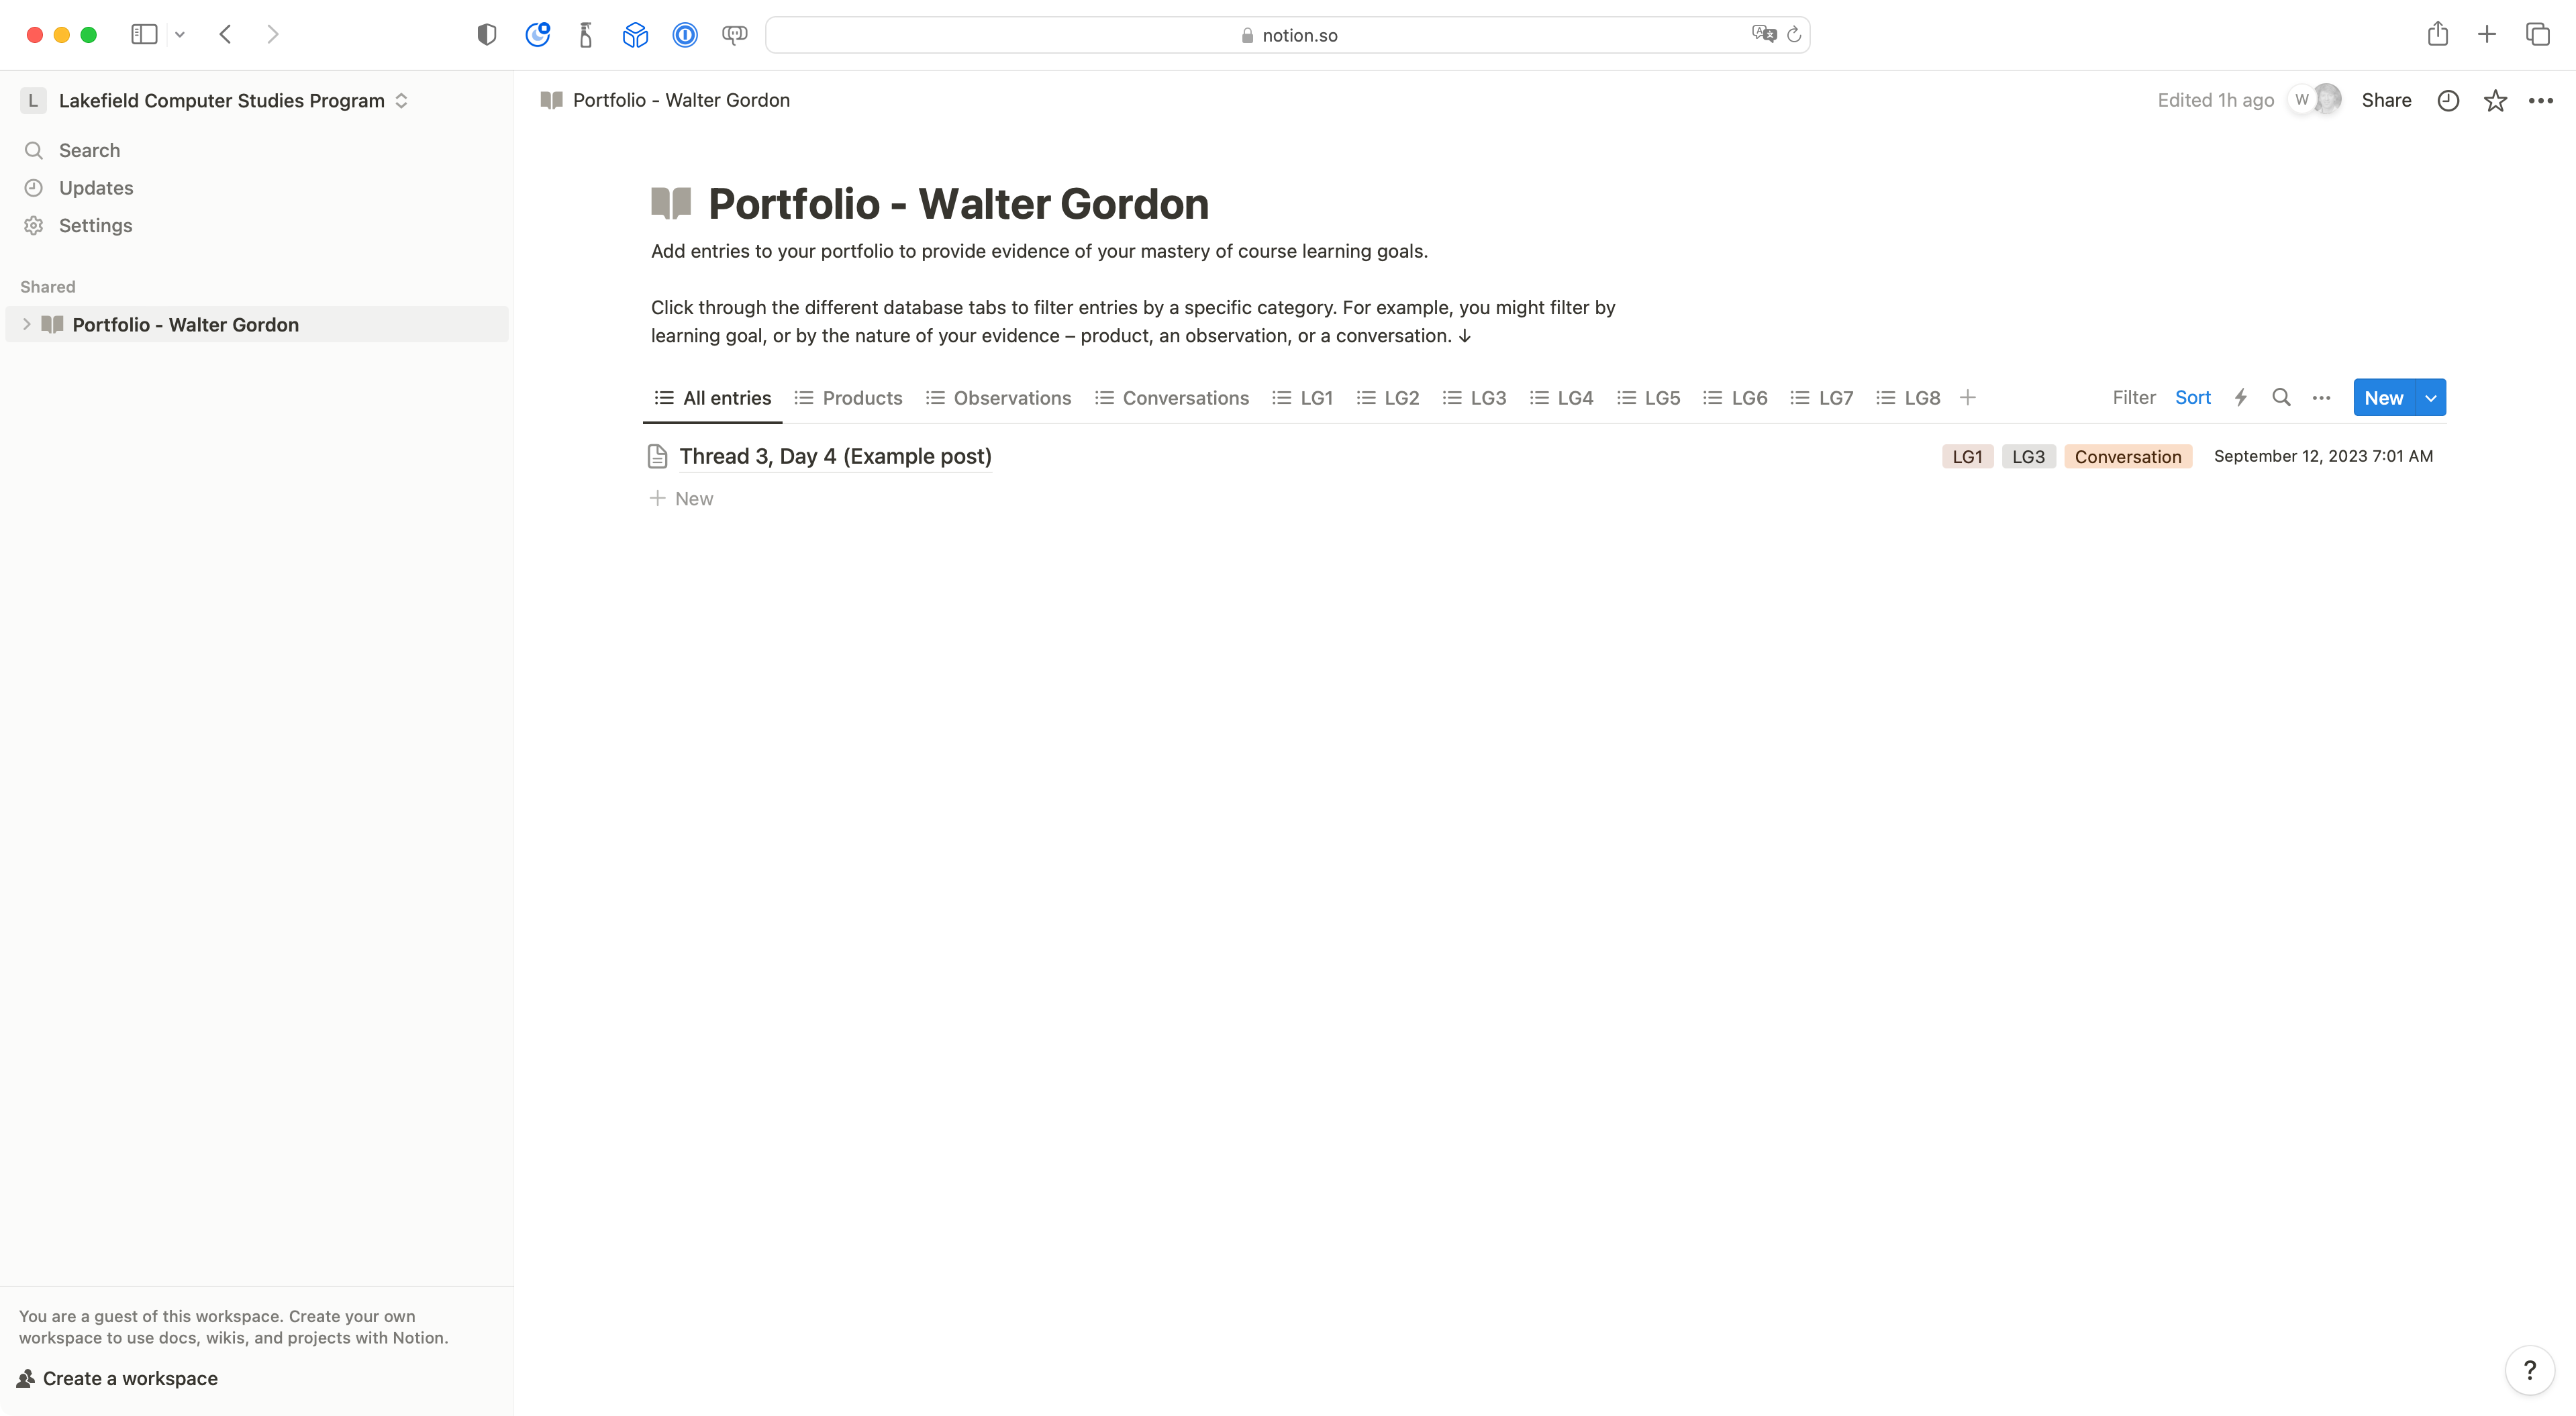 notion.so
L Lakefield Computer Studies Program
Search
Updates
Settings
Shared
Portfolio - Walter Gordon
You are a guest of this workspace. Create your own
workspace to use docs, wikis, and projects with Notion.
Create a workspace
Portfolio - Walter Gordon
Edited 1h ago W Share
Portfolio - Walter Gordon
Add entries to your portfolio to provide evidence of your mastery of course learning goals.
Click through the different database tabs to filter entries by a specific category. For example, you might filter by
learning goal, or by the nature of your evidence – product, an observation, or a conversation. ↓
All entries Products Observations Conversations LG1 LG2 LG3 LG4 LG5 LG6 LG7 LG8 Filter Sort New
Thread 3, Day 4 (Example post) LG1 LG3 Conversation September 12, 2023 7:01 AM
New
?